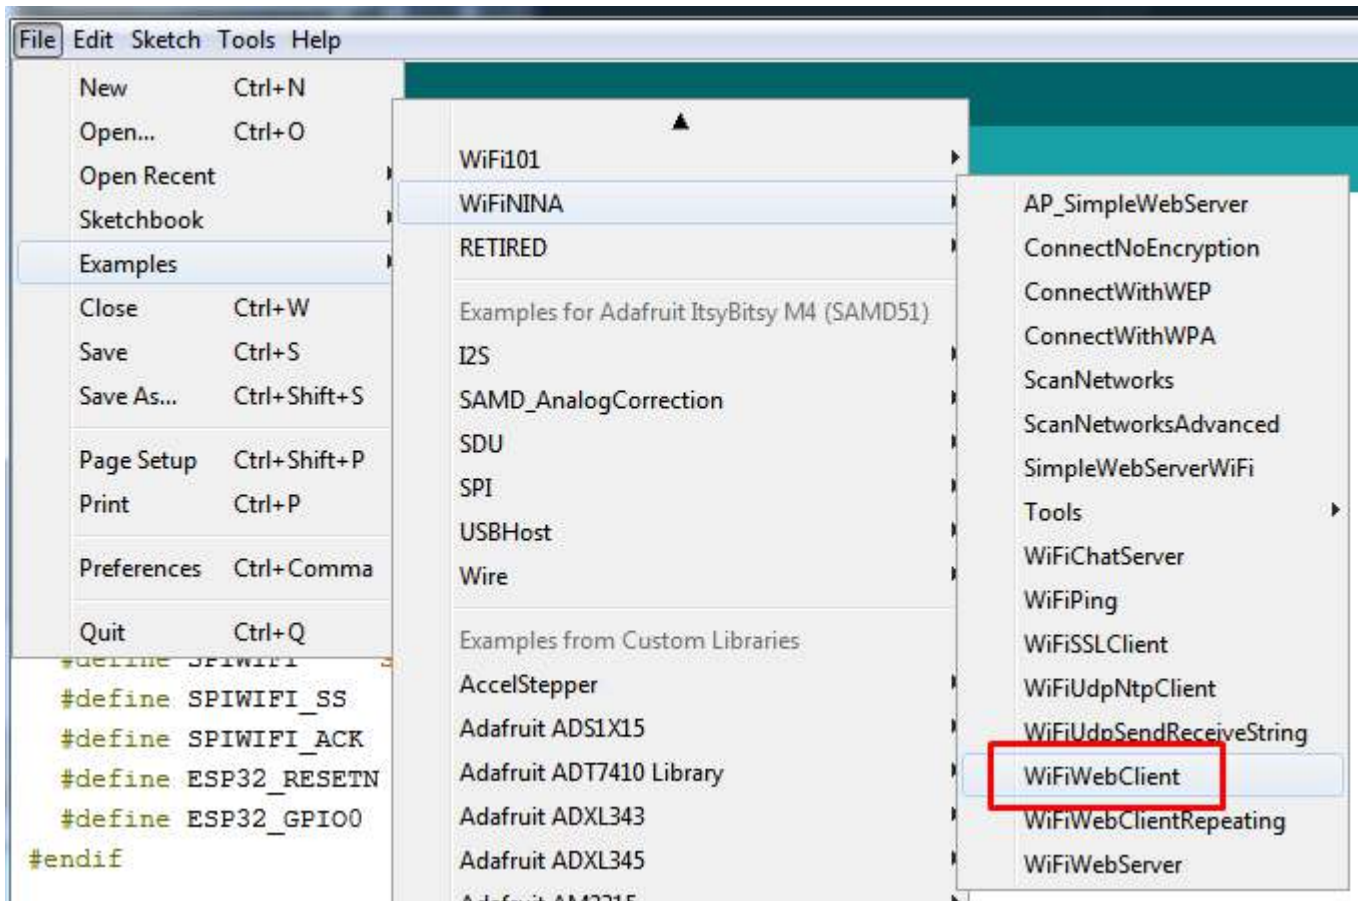 File Edit Sketch Tools Help
New Ctrl+N
Open... Ctrl+O
Open Recent
Sketchbook
Examples
Close Ctrl+W
Save Ctrl+S
Save As... Ctrl+Shift+S
Page Setup Ctrl+Shift+P
Print Ctrl+P
Preferences Ctrl+Comma
Quit Ctrl+Q
WiFi101
WiFiNINA
RETIRED
Examples for Adafruit ItsyBitsy M4 (SAMD51)
I2S
SAMD_AnalogCorrection
SDU
SPI
USBHost
Wire
Examples from Custom Libraries
AccelStepper
Adafruit ADS1X15
Adafruit ADT7410 Library
Adafruit ADXL343
Adafruit ADXL345
Adafruit AM2315
AP_SimpleWebServer
ConnectNoEncryption
ConnectWithWEP
ConnectWithWPA
ScanNetworks
ScanNetworksAdvanced
SimpleWebServerWiFi
Tools
WiFiChatServer
WiFiPing
WiFiSSLClient
WiFiUdpNtpClient
WiFiUdpSendReceiveString
WiFiWebClient
WiFiWebClientRepeating
WiFiWebServer
#define SPIWIFI
#define SPIWIFI_SS
#define SPIWIFI_ACK
#define ESP32_RESETN
#define ESP32_GPIO0
#endif